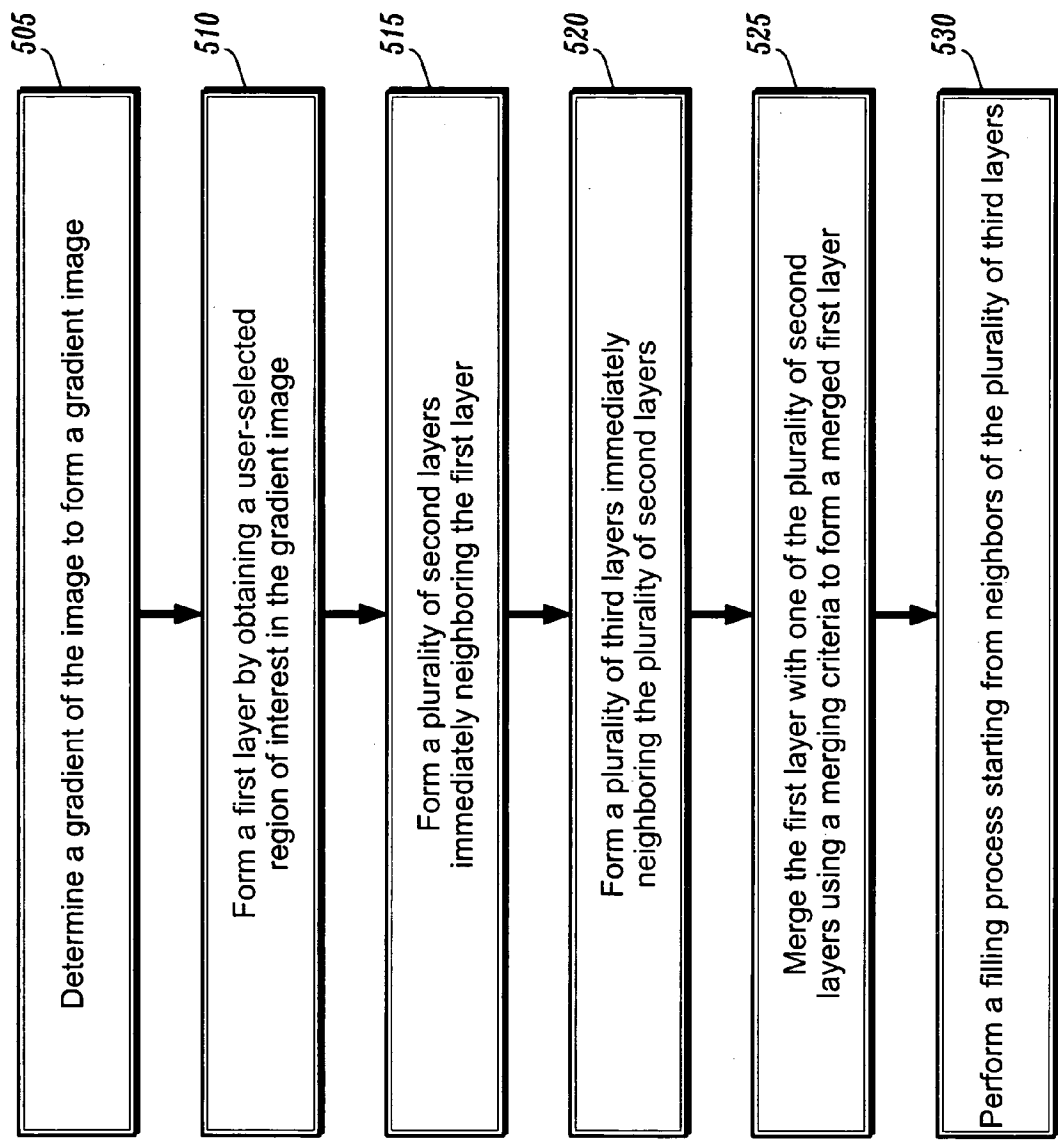 505
Determine a gradient of the image to form a gradient image
510
Form a first layer by obtaining a user-selected
region of interest in the gradient image
515
Form a plurality of second layers
immediately neighboring the first layer
520
Form a plurality of third layers immediately
neighboring the plurality of second layers
525
Merge the first layer with one of the plurality of second
layers using a merging criteria to form a merged first layer
530
Perform a filling process starting from neighbors of the plurality of third layers